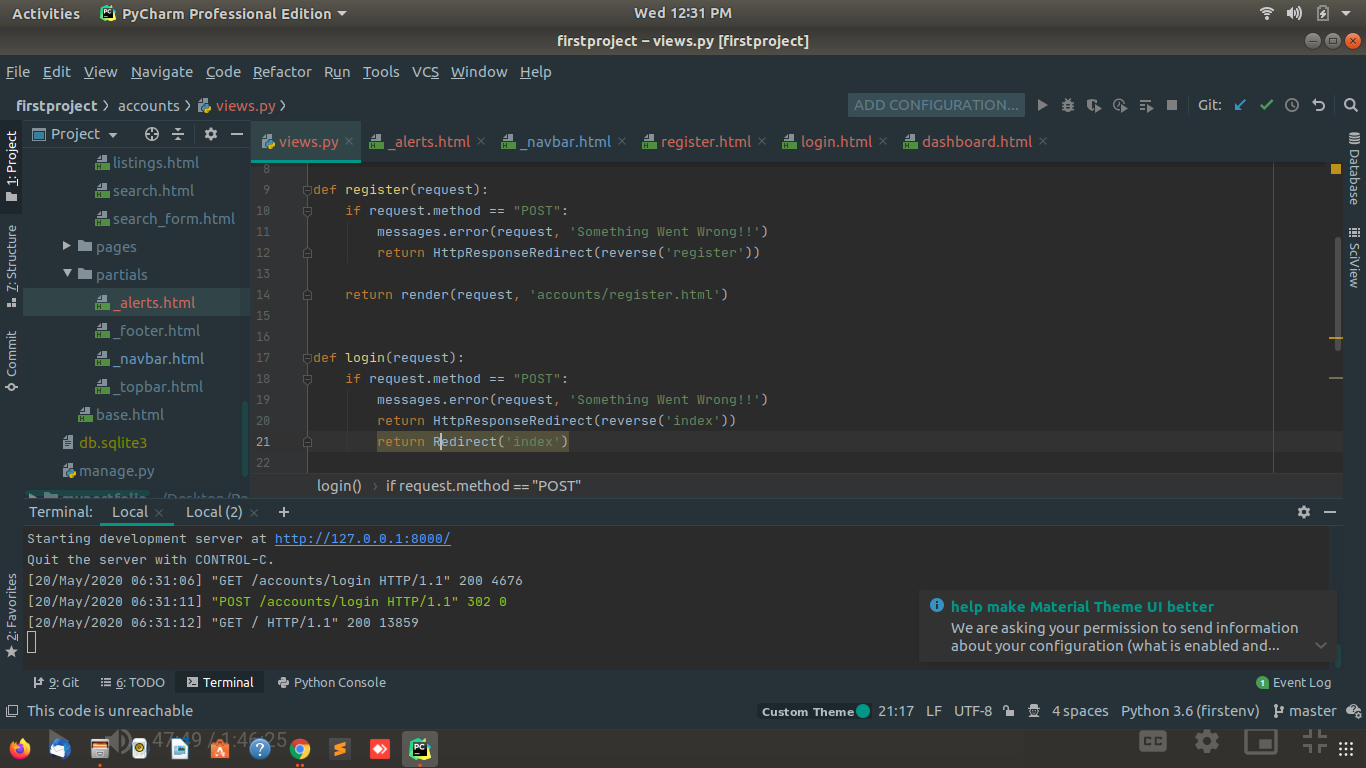 Activities PyCharm Professional Edition Wed 12:31 PM
firstproject – views.py [firstproject]
File Edit View Navigate Code Refactor Run Tools VCS Window Help
firstproject accounts views.py ADD CONFIGURATION... Git:
1: Project
Project
views.py _alerts.html _navbar.html register.html login.html dashboard.html
listings.html
search.html
search_form.html
pages
partials
_alerts.html
_footer.html
_navbar.html
_topbar.html
base.html
db.sqlite3
manage.py
7: Structure
Commit
2: Favorites
8
9 def register(request):
10 if request.method == "POST":
11 messages.error(request, 'Something Went Wrong!!')
12 return HttpResponseRedirect(reverse('register'))
13
14 return render(request, 'accounts/register.html')
15
16
17 def login(request):
18 if request.method == "POST":
19 messages.error(request, 'Something Went Wrong!!')
20 return HttpResponseRedirect(reverse('index'))
21 return Redirect('index')
22
login() if request.method == "POST"
Database
SciView
Terminal: Local Local (2) +
Starting development server at http://127.0.0.1:8000/
Quit the server with CONTROL-C.
[20/May/2020 06:31:06] "GET /accounts/login HTTP/1.1" 200 4676
[20/May/2020 06:31:11] "POST /accounts/login HTTP/1.1" 302 0
[20/May/2020 06:31:12] "GET / HTTP/1.1" 200 13859
help make Material Theme UI better
We are asking your permission to send information
about your configuration (what is enabled and...
9: Git 6: TODO Terminal Python Console 1 Event Log
This code is unreachable Custom Theme 21:17 LF UTF-8 4 spaces Python 3.6 (firstenv) master
47:49 / 1:46:25 CC